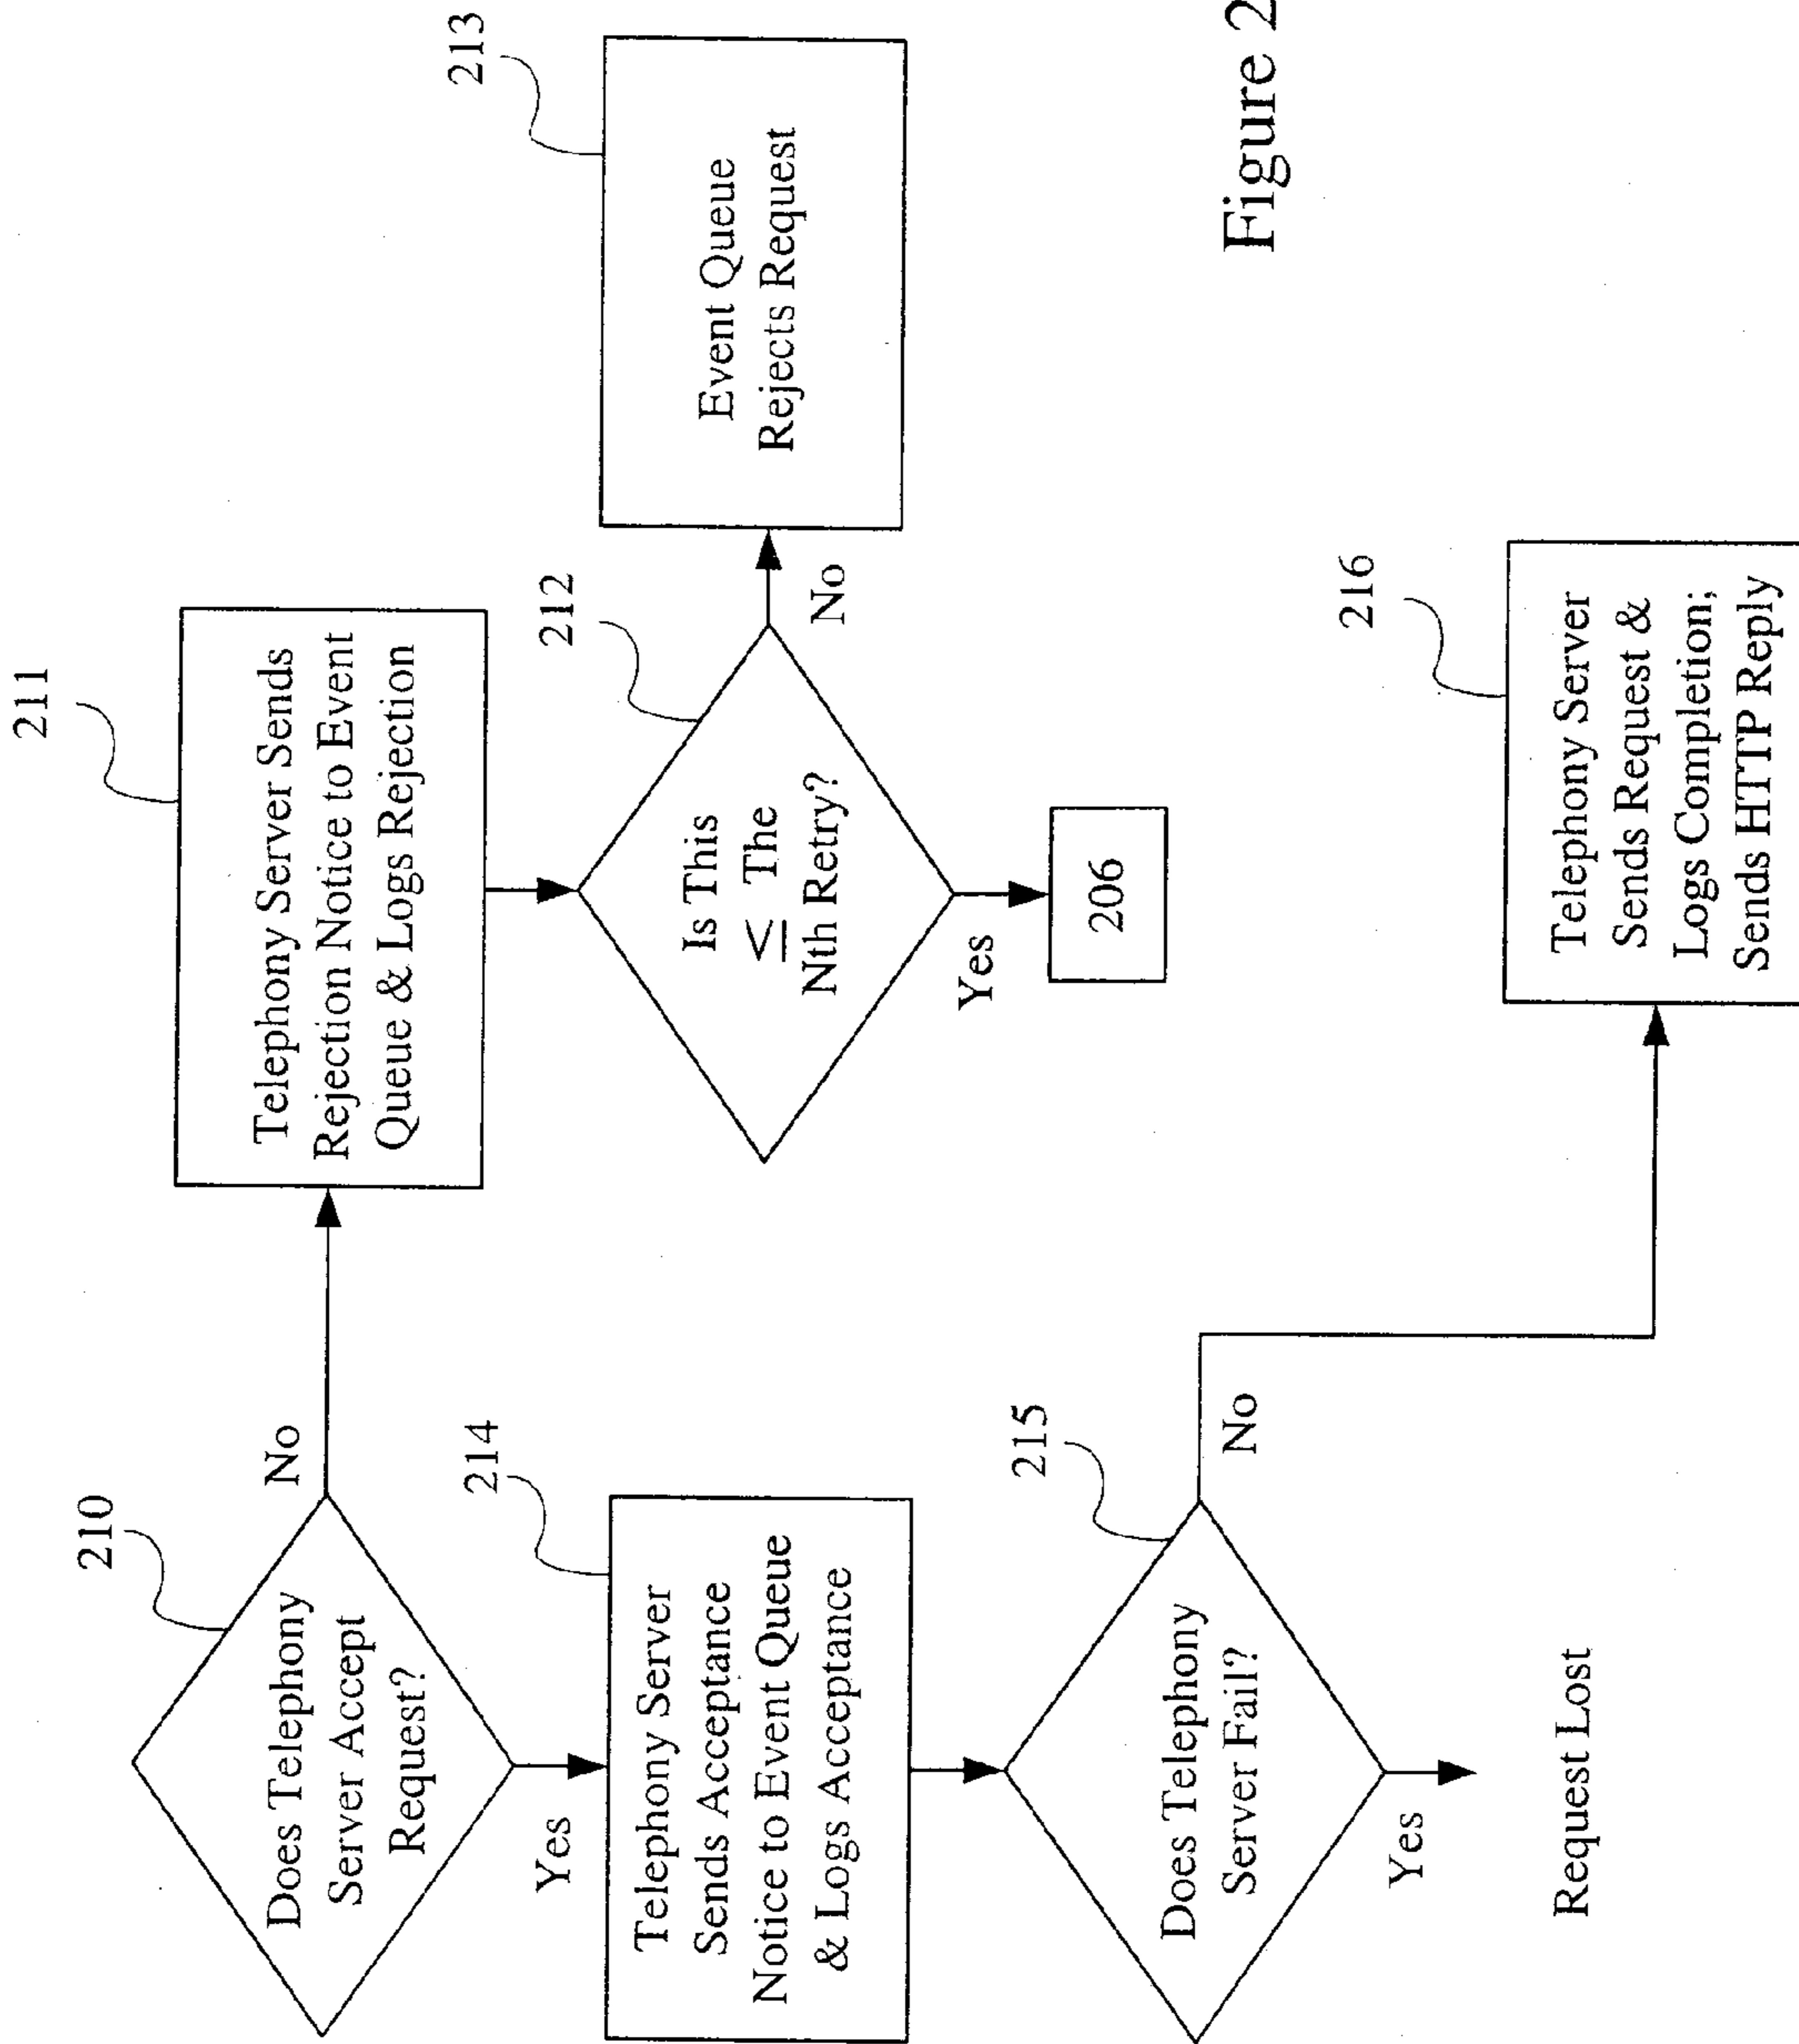 210
Does Telephony
Server Accept
Request?
No
Yes
211
Telephony Server Sends
Rejection Notice to Event
Queue & Logs Rejection
212
Is This
≤ The
Nth Retry?
No
Yes
206
213
Event Queue
Rejects Request
214
Telephony Server
Sends Acceptance
Notice to Event Queue
& Logs Acceptance
215
Does Telephony
Server Fail?
No
Yes
Request Lost
216
Telephony Server
Sends Request &
Logs Completion;
Sends HTTP Reply
Figure 2